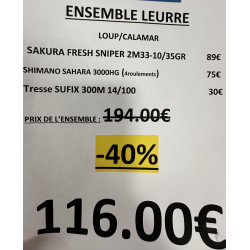 ENSEMBLE LEURRE
LOUP/CALAMAR
SAKURA FRESH SNIPER 2M33-10/35GR 89€
SHIMANO SAHARA 3000HG (4roulements) 75€
Tresse SUFIX 300M 14/100 30€
PRIX DE L'ENSEMBLE : 194.00€
-40%
116.00€